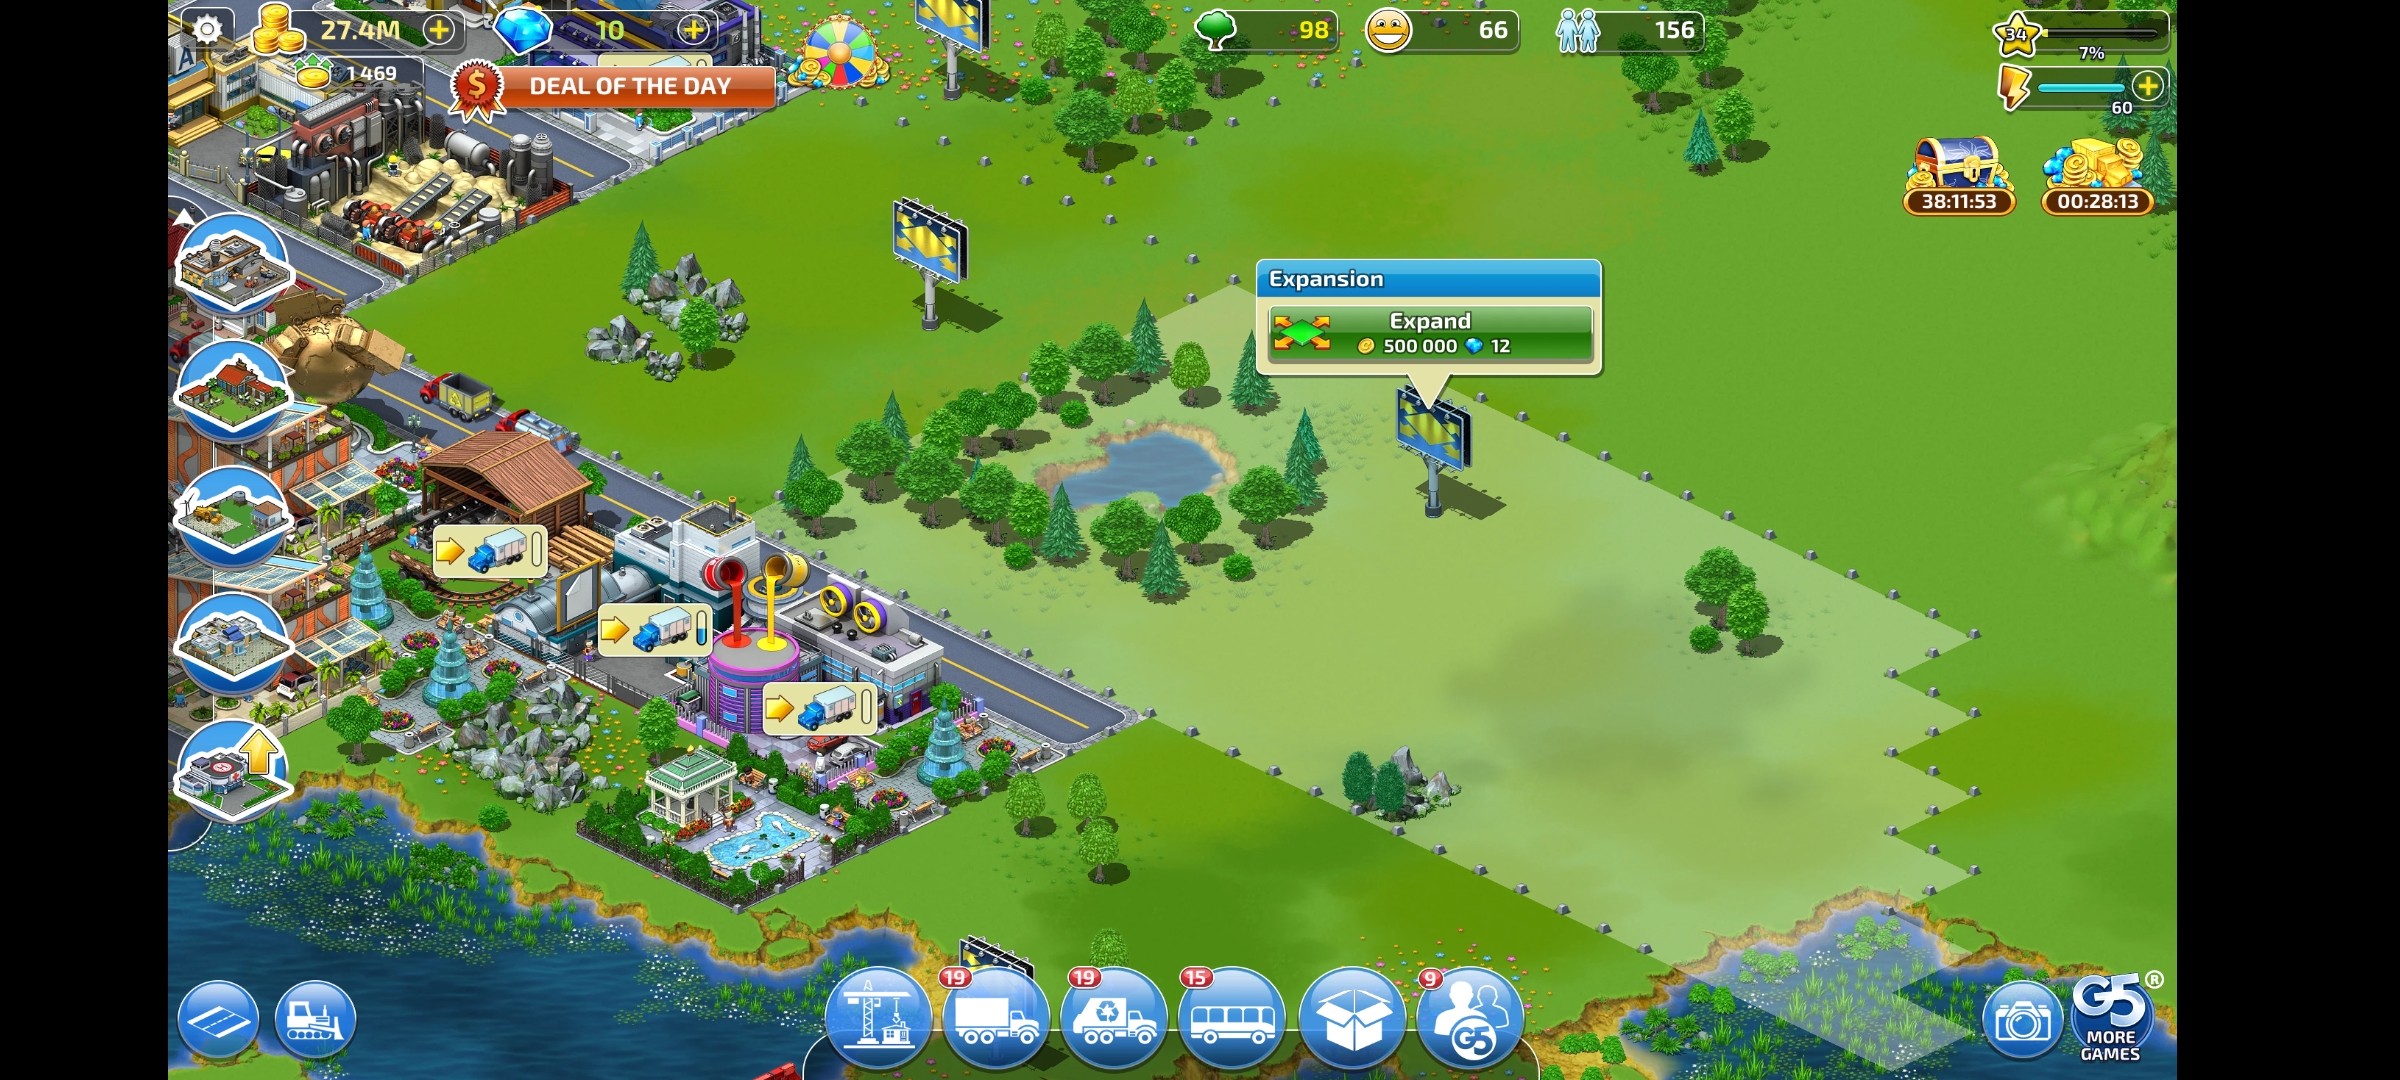 27.4M
10
98
66
156
34
7%
1 469
DEAL OF THE DAY
60
38:11:53
00:28:13
Expansion
Expand
500 000 12
19
19
15
9
G5
G5®
MORE
GAMES